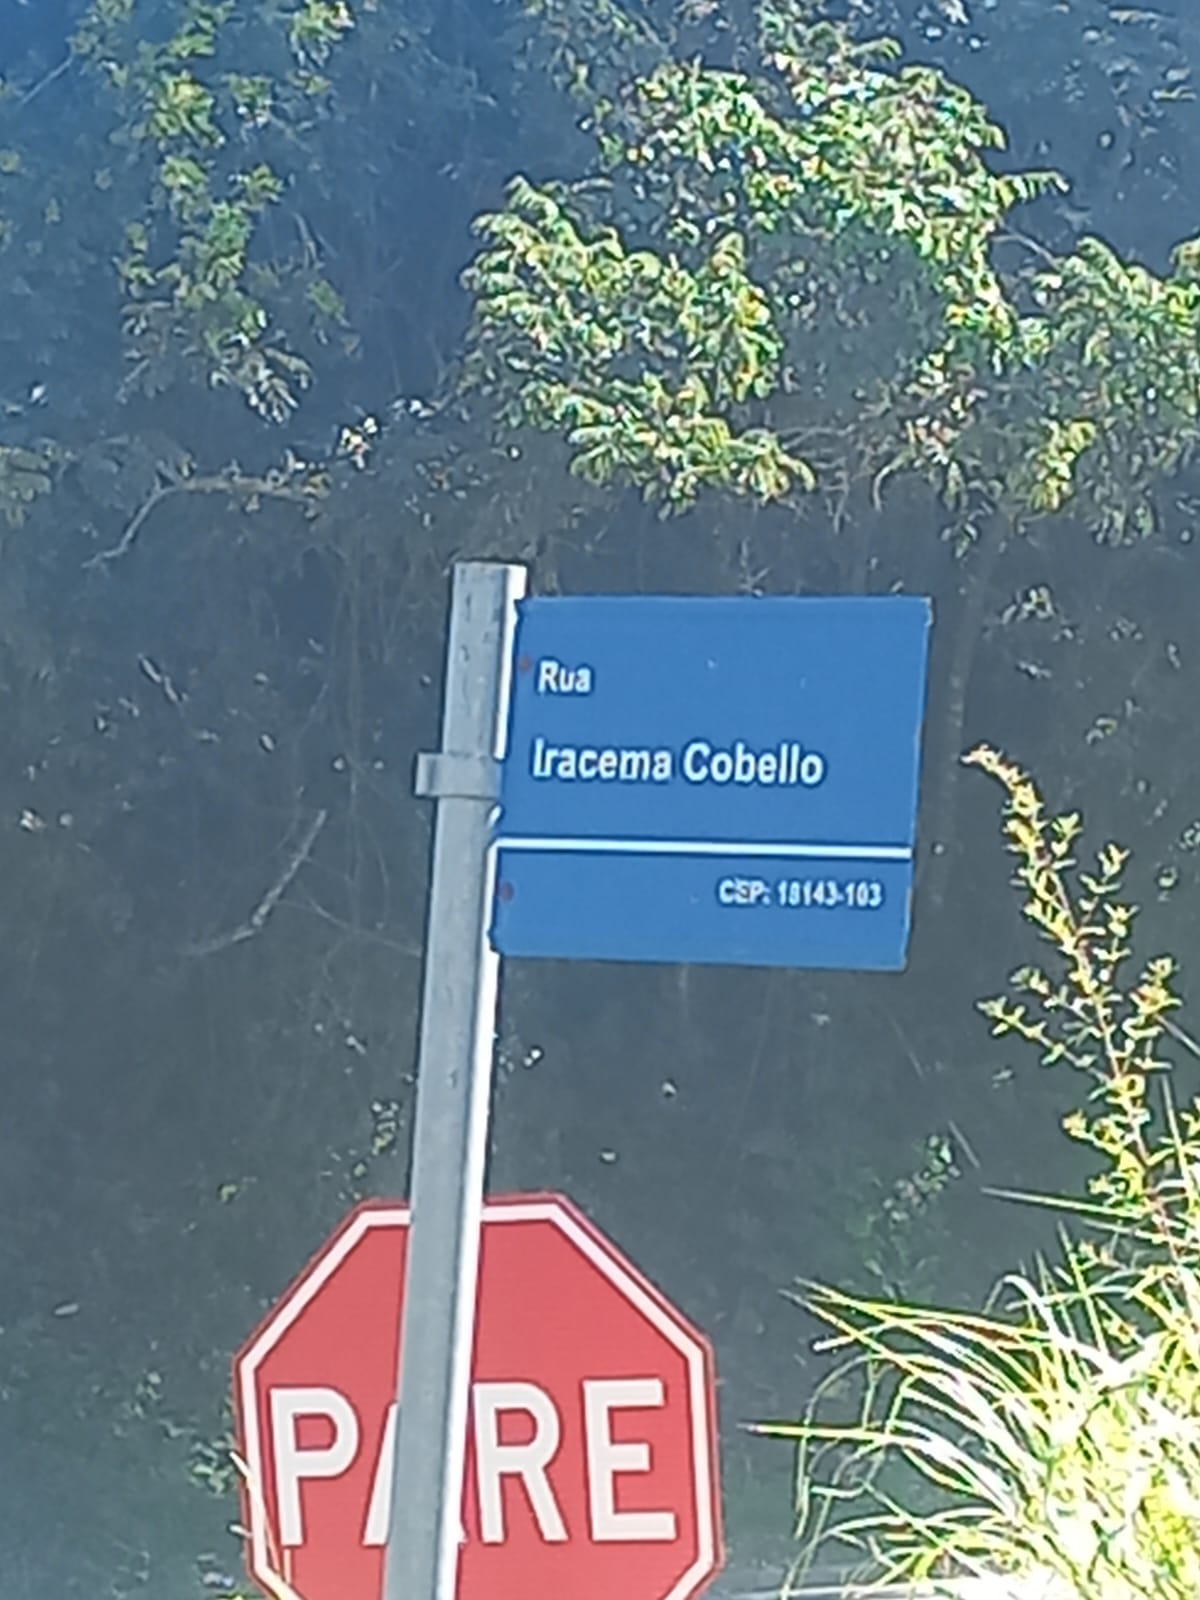 Rua
Iracema Cobello
CEP: 18143-103
PARE